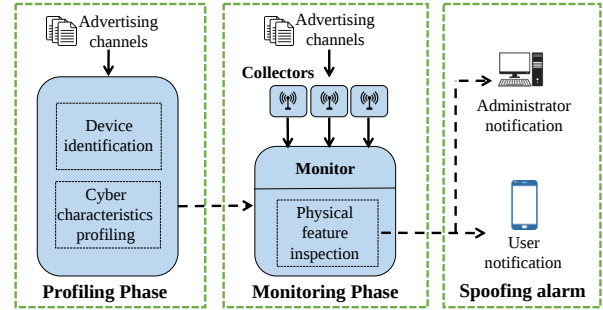 Advertising
channels
Device
identification
Cyber
characteristics
profiling
Profiling Phase
Advertising
channels
Collectors
Monitor
Physical
feature
inspection
Monitoring Phase
Administrator
notification
User
notification
Spoofing alarm